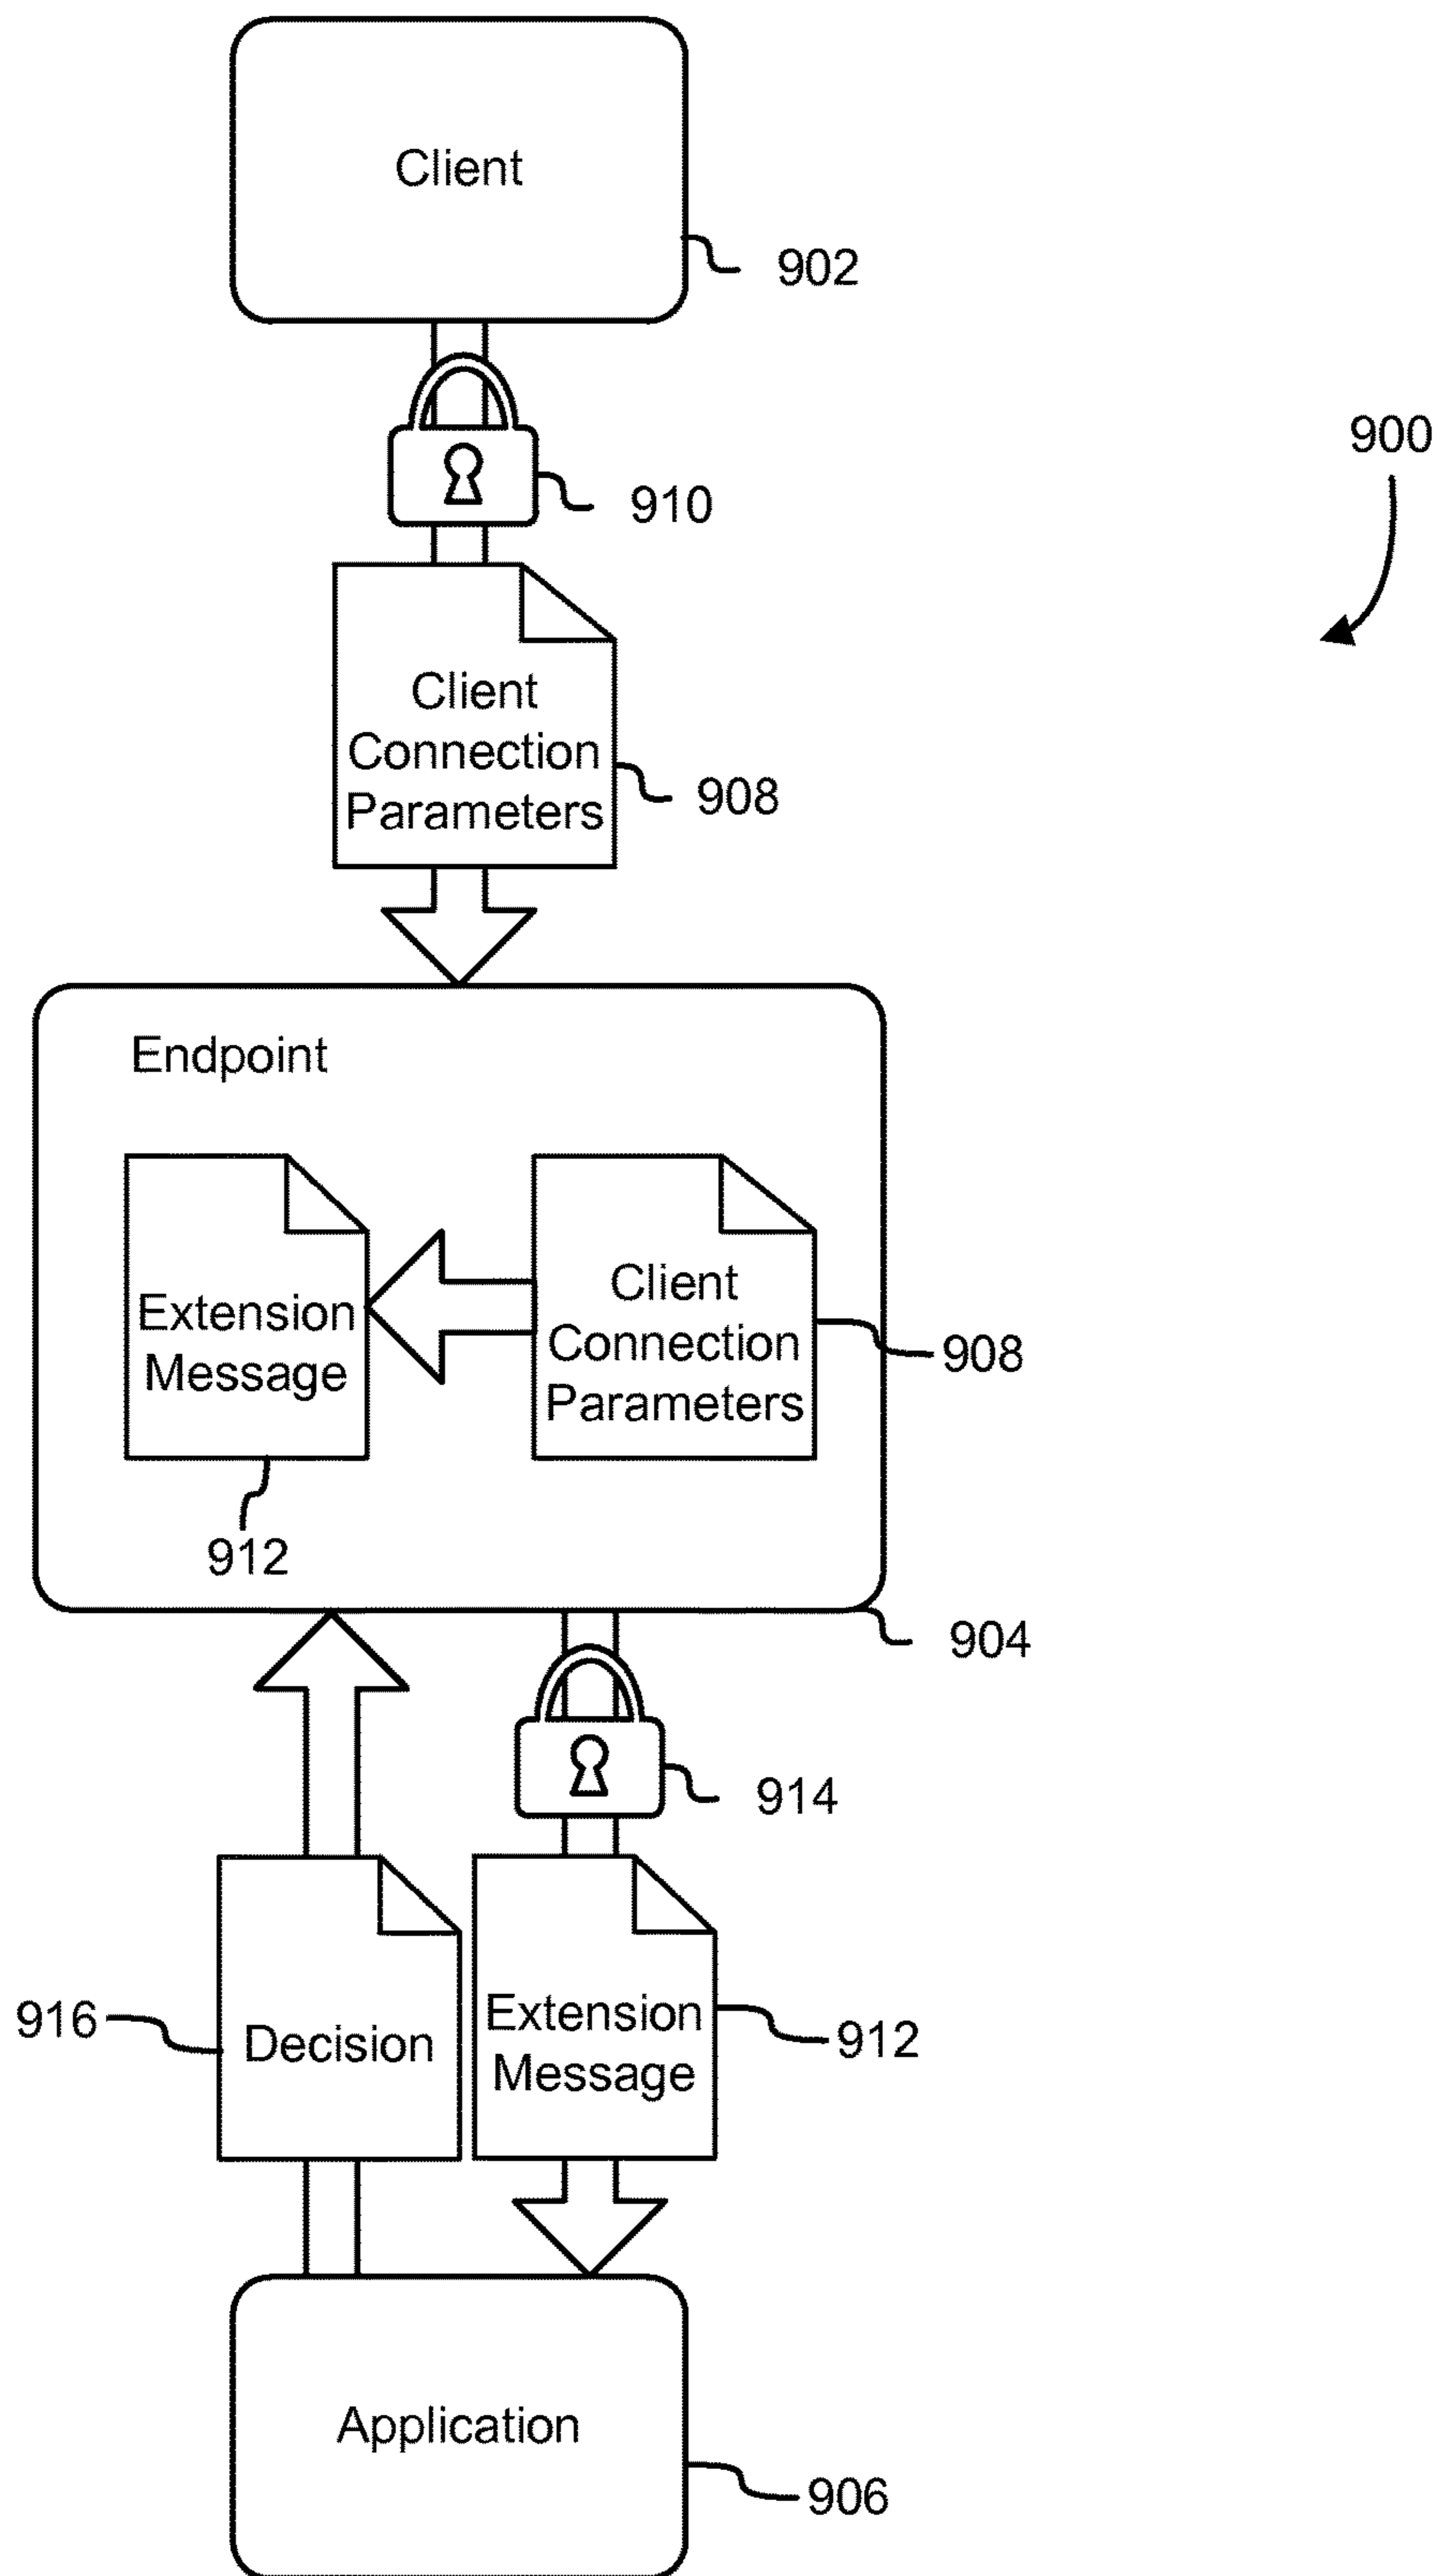 Client
902
900
910
Client
Connection
Parameters
908
Endpoint
Extension
Message
Client
Connection
Parameters
908
912
904
914
916
Decision
Extension
Message
912
Application
906